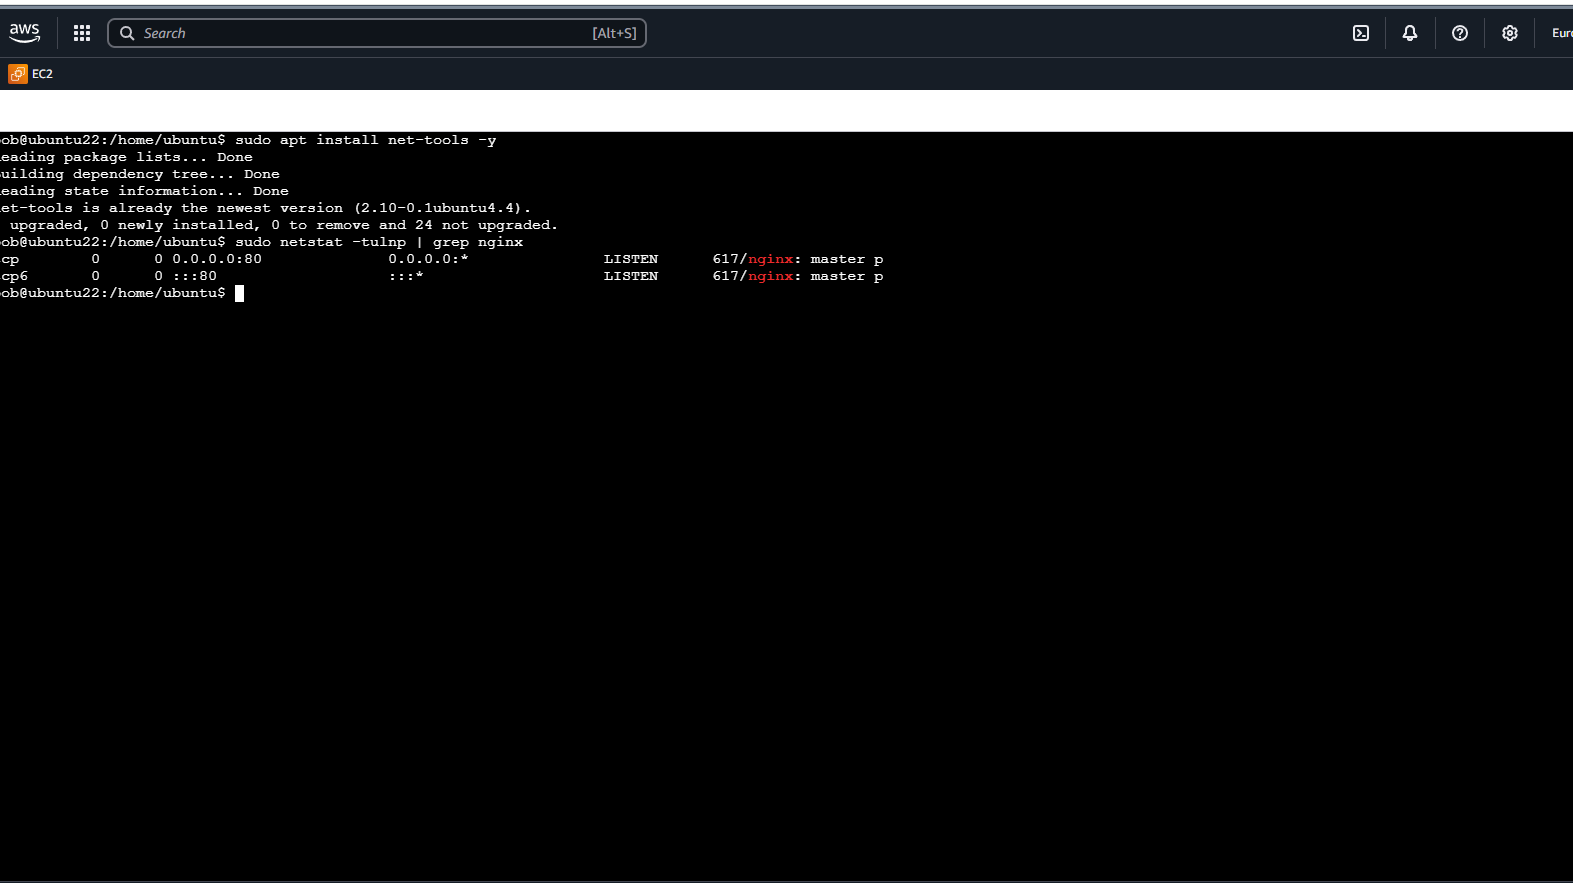 aws
Search [Alt+S]
EC2
ob@ubuntu22:/home/ubuntu$ sudo apt install net-tools -y
eading package lists... Done
uilding dependency tree... Done
eading state information... Done
et-tools is already the newest version (2.10-0.1ubuntu4.4).
upgraded, 0 newly installed, 0 to remove and 24 not upgraded.
ob@ubuntu22:/home/ubuntu$ sudo netstat -tulnp | grep nginx
cp 0 0 0.0.0.0:80 0.0.0.0:* LISTEN 617/nginx: master p
cp6 0 0 :::80 :::* LISTEN 617/nginx: master p
ob@ubuntu22:/home/ubuntu$